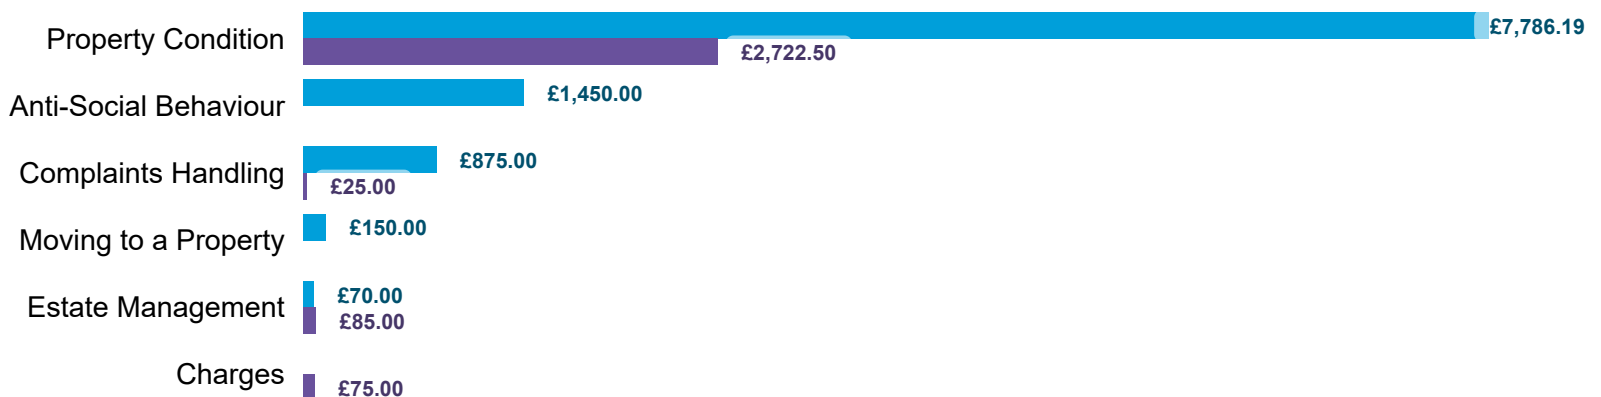 Property Condition
£7,786.19
£2,722.50
Anti-Social Behaviour
£1,450.00
Complaints Handling
£875.00
£25.00
Moving to a Property
£150.00
Estate Management
£70.00
£85.00
Charges
£75.00